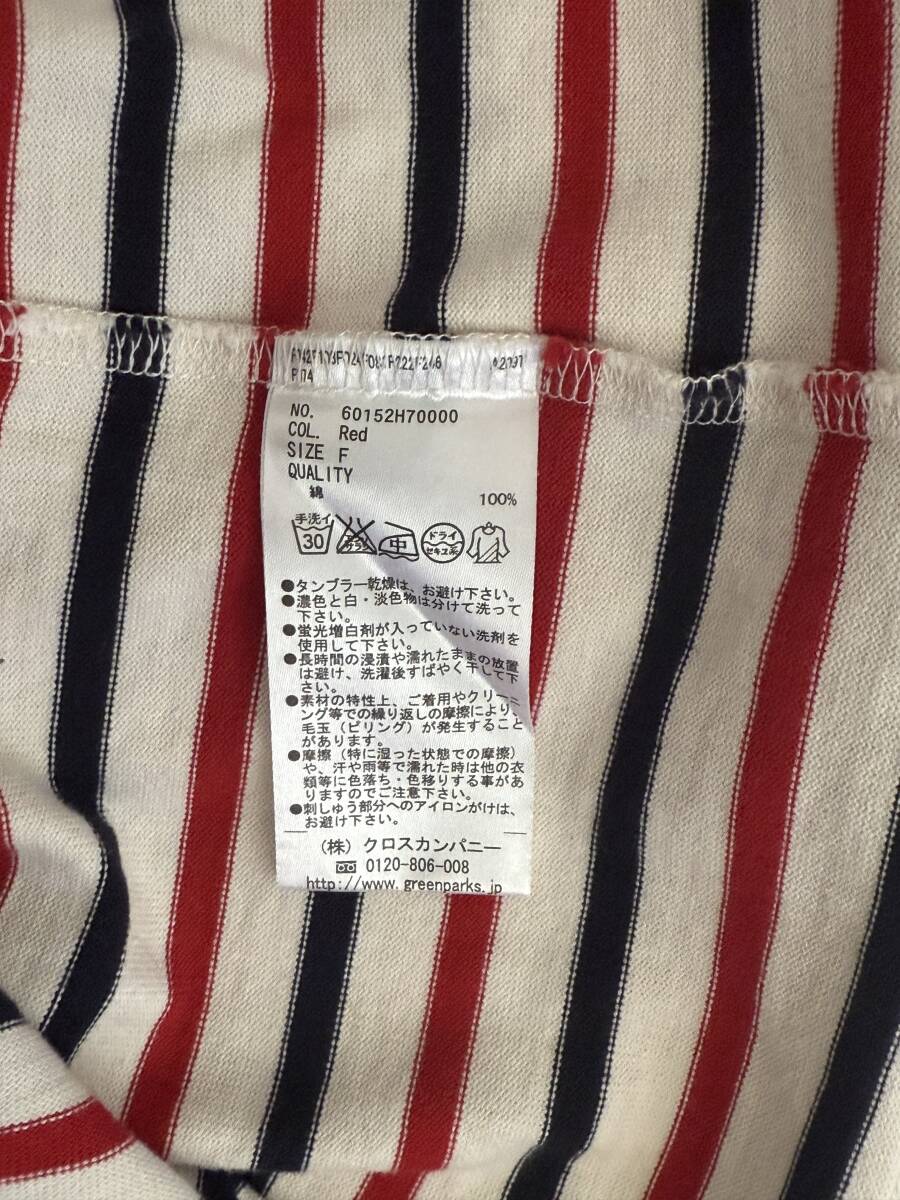 NO. 60152H70000
COL. Red
SIZE F
QUALITY
綿 100%
手洗イ
30
中
ドライ
セキユ系
●タンブラー乾燥は、お避け下さい。
●濃色と白・淡色物は分けて洗って
下さい。
●蛍光増白剤が入っていない洗剤を
使用して下さい。
●長時間の浸漬や濡れたままの放置
は避け、洗濯後すばやく干して下
さい。
●素材の特性上、ご着用やクリーニ
ング等での繰り返しの摩擦により、
毛玉（ピリング）が発生すること
があります。
●摩擦（特に湿った状態での摩擦）
や、汗や雨等で濡れた時は他の衣
類等に色落ち・色移りする事があ
りますのでご注意下さい。
●刺しゅう部分へのアイロンがけは、
お避け下さい。
（株）クロスカンパニー
0120-806-008
http://www.greenparks.jp